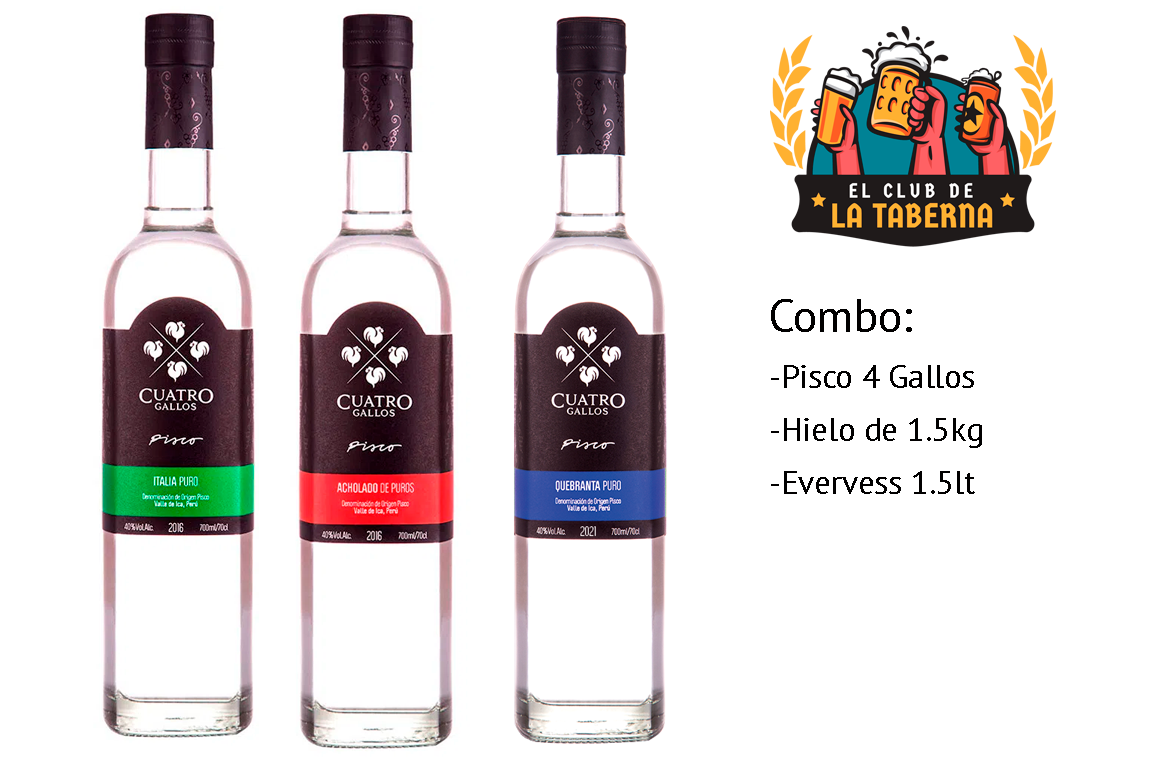 CUATRO
GALLOS
Pisco
ITALIA PURO
Denominación de Origen Pisco
Valle de Ica, Perú
40%Vol.Alc. 2016 700ml/70cl
CUATRO
GALLOS
Pisco
ACHOLADO DE PUROS
Denominación de Origen Pisco
Valle de Ica, Perú
40%Vol.Alc. 2016 700ml/70cl
CUATRO
GALLOS
Pisco
QUEBRANTA PURO
Denominación de Origen Pisco
Valle de Ica, Perú
40%Vol.Alc. 2021 700ml/70cl
EL CLUB DE
LA TABERNA
Combo:
-Pisco 4 Gallos
-Hielo de 1.5kg
-Evervess 1.5lt